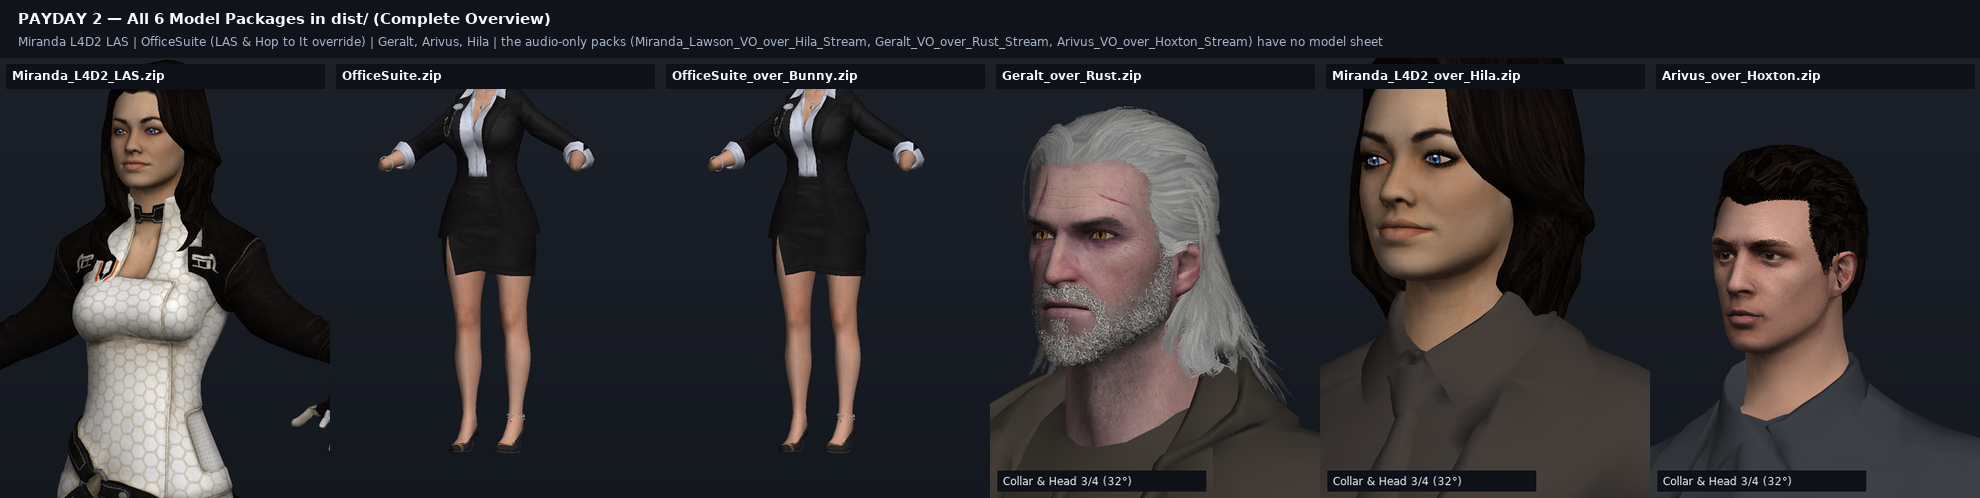 PAYDAY 2 — All 6 Model Packages in dist/ (Complete Overview)
Miranda L4D2 LAS | OfficeSuite (LAS & Hop to It override) | Geralt, Arivus, Hila | the audio-only packs (Miranda_Lawson_VO_over_Hila_Stream, Geralt_VO_over_Rust_Stream, Arivus_VO_over_Hoxton_Stream) have no model sheet
Miranda_L4D2_LAS.zip
OfficeSuite.zip
OfficeSuite_over_Bunny.zip
Geralt_over_Rust.zip
Miranda_L4D2_over_Hila.zip
Arivus_over_Hoxton.zip
Collar & Head 3/4 (32°)
Collar & Head 3/4 (32°)
Collar & Head 3/4 (32°)